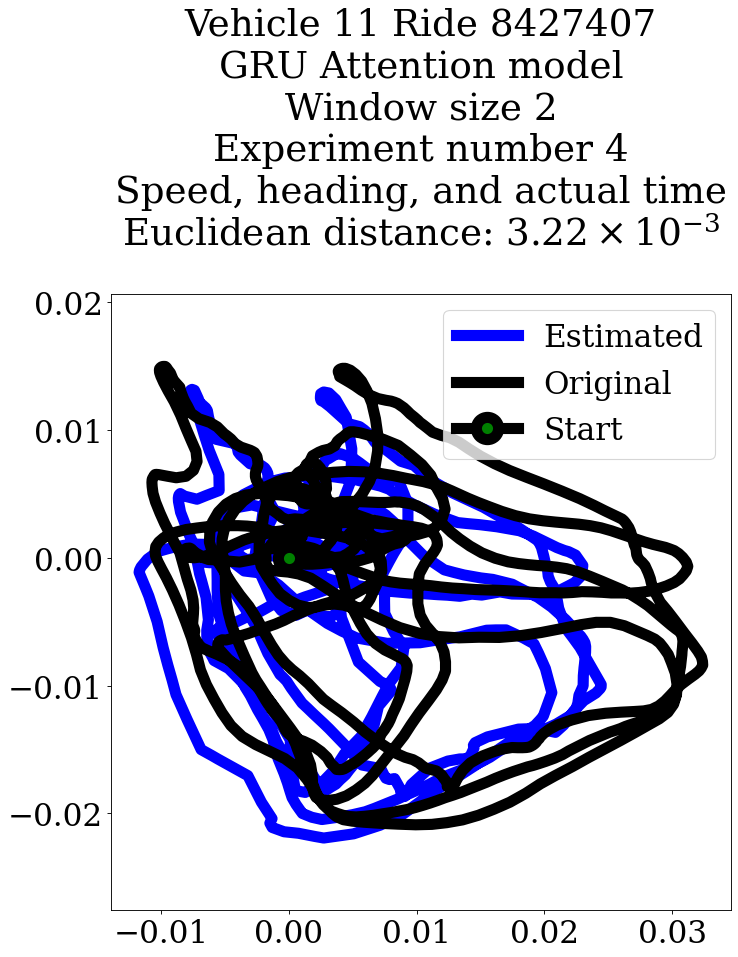 Vehicle 11 Ride 8427407
GRU Attention model
Window size 2
Experiment number 4
Speed, heading, and actual time
Euclidean distance: 3.22 × 10⁻³
0.02
0.01
0.00
−0.01
−0.02
Estimated
Original
Start
−0.01 0.00 0.01 0.02 0.03